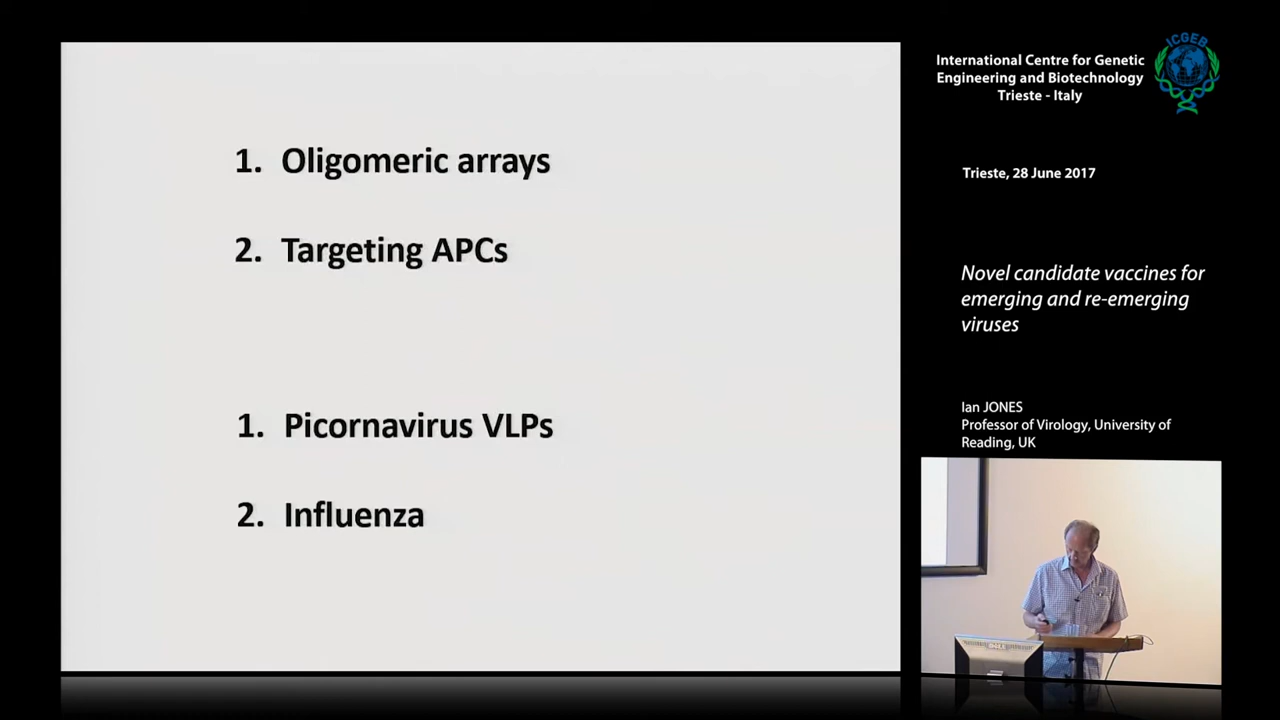 1. Oligomeric arrays
2. Targeting APCs
1. Picornavirus VLPs
2. Influenza
ICGEB
International Centre for Genetic
Engineering and Biotechnology
Trieste - Italy
Trieste, 28 June 2017
Novel candidate vaccines for
emerging and re-emerging
viruses
Ian JONES
Professor of Virology, University of
Reading, UK